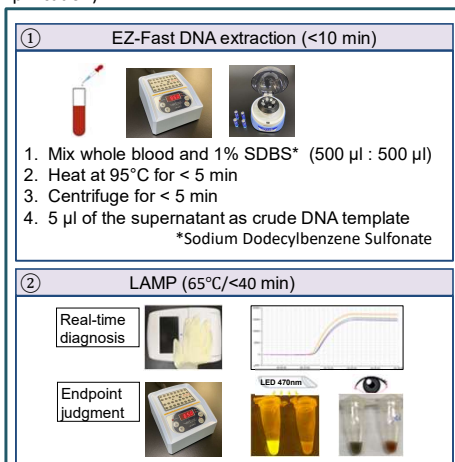 ① EZ-Fast DNA extraction (<10 min)
1. Mix whole blood and 1% SDBS* (500 µl : 500 µl)
2. Heat at 95°C for < 5 min
3. Centrifuge for < 5 min
4. 5 µl of the supernatant as crude DNA template
*Sodium Dodecylbenzene Sulfonate
② LAMP (65°C/<40 min)
Real-time
diagnosis
LED 470nm
Endpoint
judgment